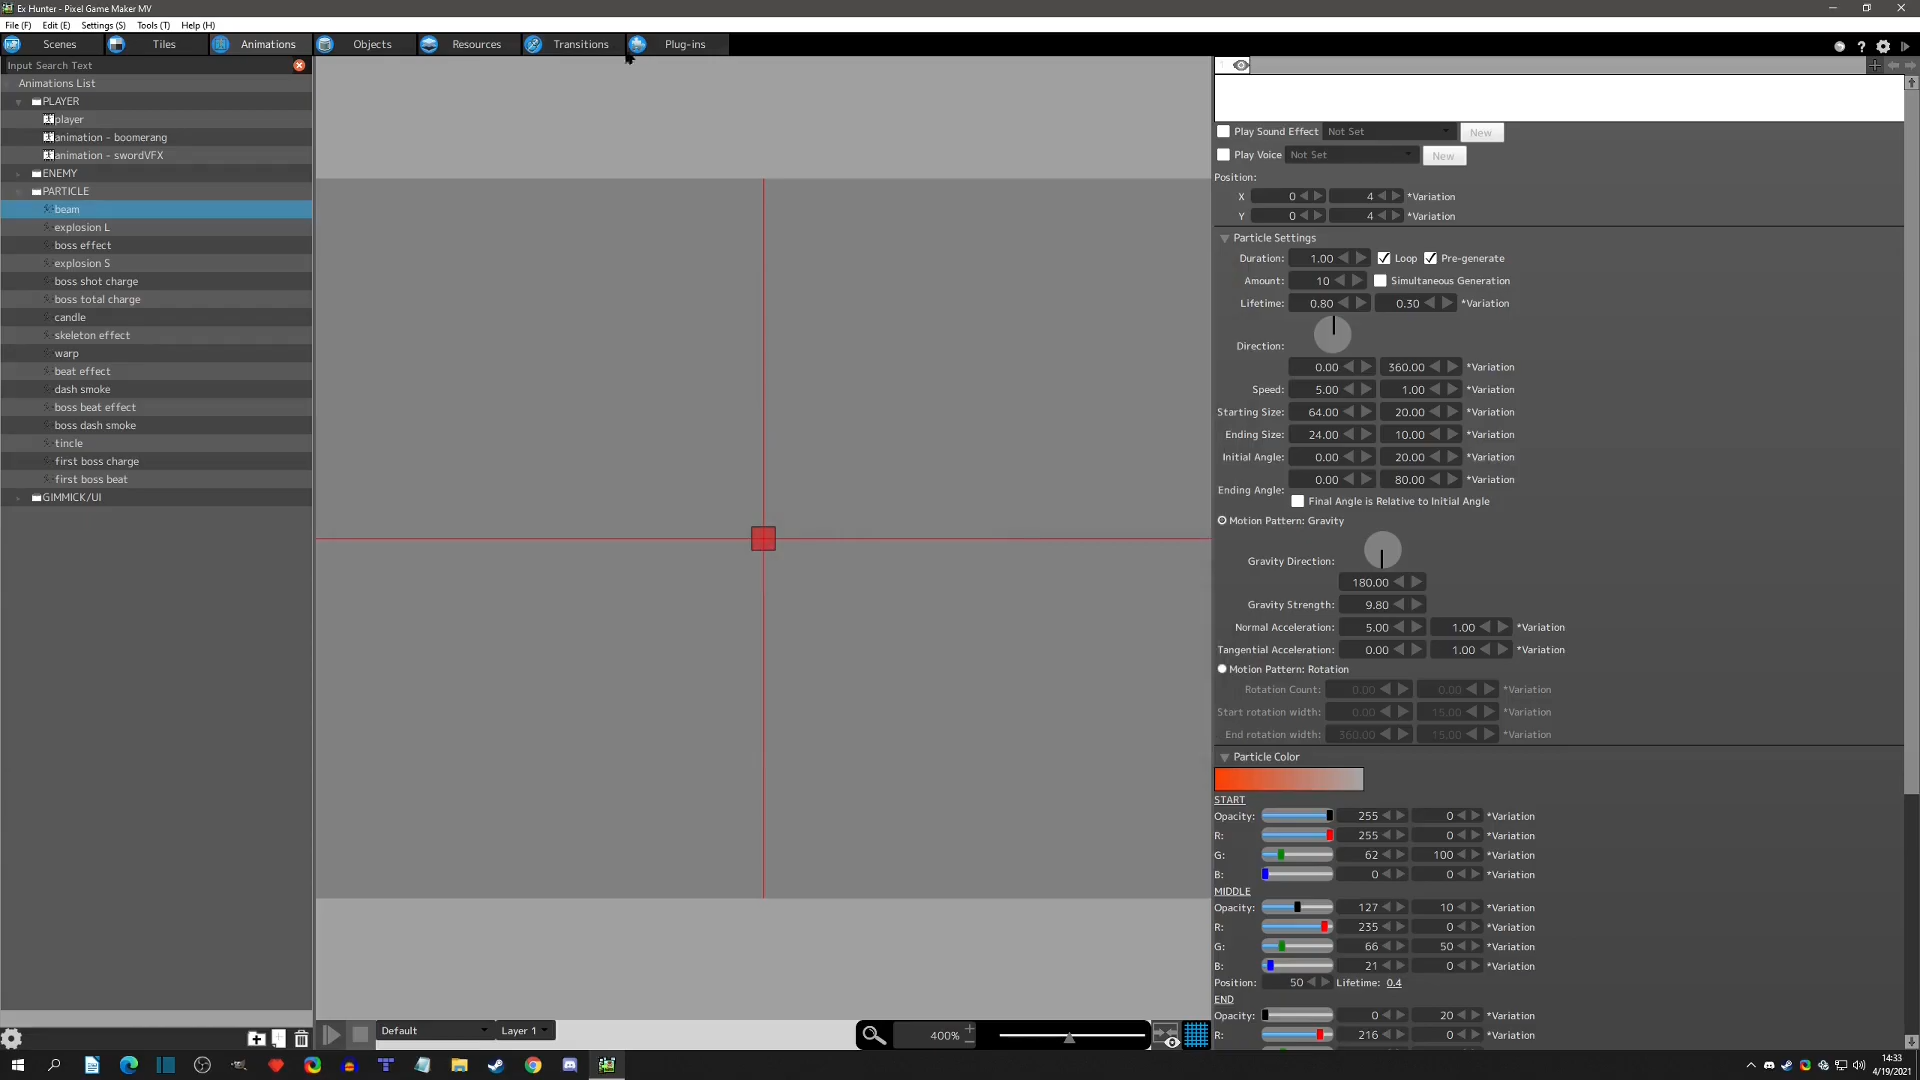 Ex Hunter - Pixel Game Maker MV
File (F) Edit (E) Settings (S) Tools (T) Help (H)
Scenes Tiles Animations Objects Resources Transitions Plug-ins
Input Search Text
Animations List
PLAYER
player
animation - boomerang
animation - swordVFX
ENEMY
PARTICLE
beam
explosion L
boss effect
explosion S
boss shot charge
boss total charge
candle
skeleton effect
warp
beat effect
dash smoke
boss beat effect
boss dash smoke
tincle
first boss charge
first boss beat
GIMMICK/UI
Default Layer 1 400%
Play Sound Effect Not Set New
Play Voice Not Set New
Position:
X 0 4 *Variation
Y 0 4 *Variation
Particle Settings
Duration: 1.00 Loop Pre-generate
Amount: 10 Simultaneous Generation
Lifetime: 0.80 0.30 *Variation
Direction:
0.00 360.00 *Variation
Speed: 5.00 1.00 *Variation
Starting Size: 64.00 20.00 *Variation
Ending Size: 24.00 10.00 *Variation
Initial Angle: 0.00 20.00 *Variation
0.00 80.00 *Variation
Ending Angle:
Final Angle is Relative to Initial Angle
Motion Pattern: Gravity
Gravity Direction:
180.00
Gravity Strength: 9.80
Normal Acceleration: 5.00 1.00 *Variation
Tangential Acceleration: 0.00 1.00 *Variation
Motion Pattern: Rotation
Rotation Count: 0.00 0.00 *Variation
Start rotation width: 0.00 15.00 *Variation
End rotation width: 360.00 15.00 *Variation
Particle Color
START
Opacity: 255 0 *Variation
R: 255 0 *Variation
G: 62 100 *Variation
B: 0 0 *Variation
MIDDLE
Opacity: 127 10 *Variation
R: 235 0 *Variation
G: 66 50 *Variation
B: 21 0 *Variation
Position: 50 Lifetime: 0.4
END
Opacity: 0 20 *Variation
R: 216 0 *Variation
14:33
4/19/2021